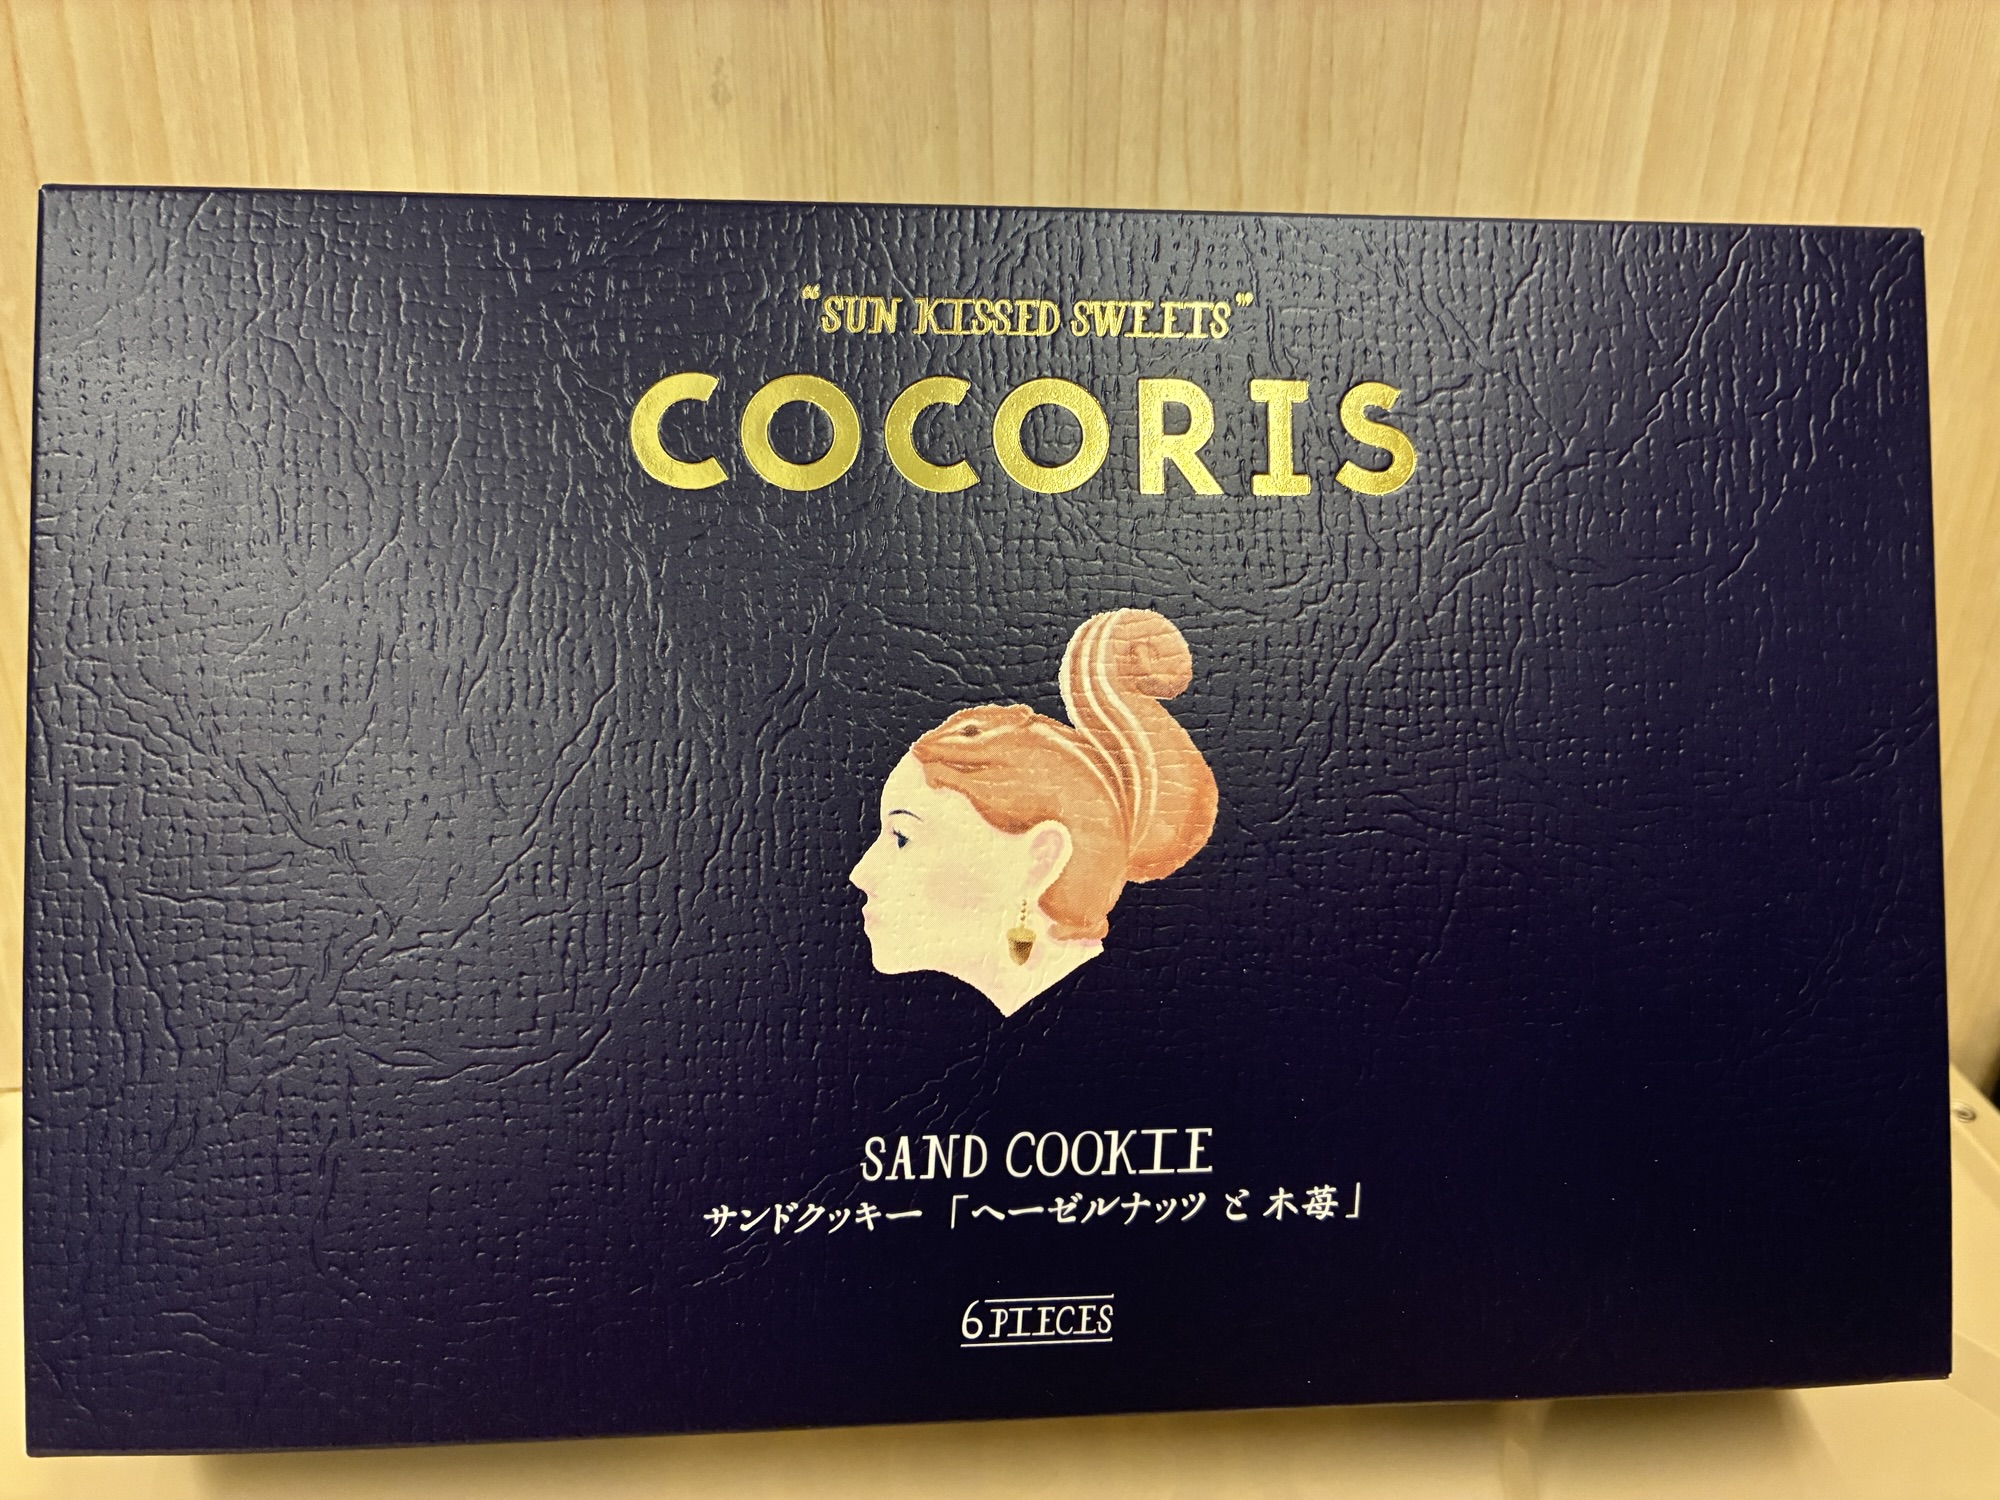 “SUN KISSED SWEETS”
COCORIS
SAND COOKIE
サンドクッキー「ヘーゼルナッツ と 木苺」
6 PIECES